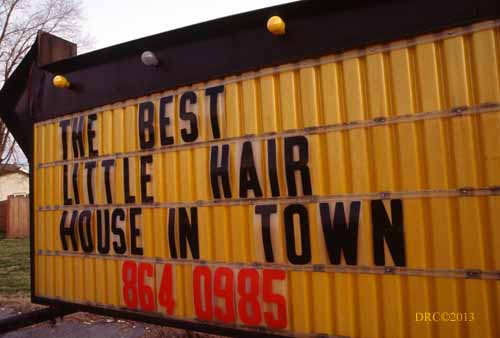 THE BEST
LITTLE HAIR
HOUSE IN TOWN
864 0985
DRC©2013